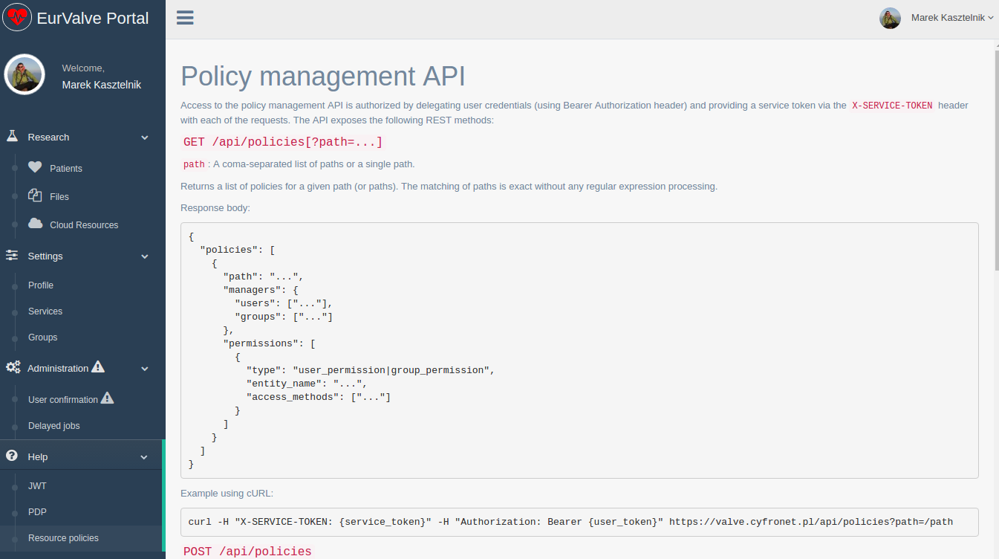 EurValve Portal
Marek Kasztelnik
Welcome,
Marek Kasztelnik
Research
Patients
Files
Cloud Resources
Settings
Profile
Services
Groups
Administration
User confirmation
Delayed jobs
Help
JWT
PDP
Resource policies
Policy management API
Access to the policy management API is authorized by delegating user credentials (using Bearer Authorization header) and providing a service token via the X-SERVICE-TOKEN header
with each of the requests. The API exposes the following REST methods:
GET /api/policies[?path=...]
path : A coma-separated list of paths or a single path.
Returns a list of policies for a given path (or paths). The matching of paths is exact without any regular expression processing.
Response body:
{
  "policies": [
    {
      "path": "...",
      "managers": {
        "users": ["..."],
        "groups": ["..."]
      },
      "permissions": [
        {
          "type": "user_permission|group_permission",
          "entity_name": "...",
          "access_methods": ["..."]
        }
      ]
    }
  ]
}
Example using cURL:
curl -H "X-SERVICE-TOKEN: {service_token}" -H "Authorization: Bearer {user_token}" https://valve.cyfronet.pl/api/policies?path=/path
POST /api/policies